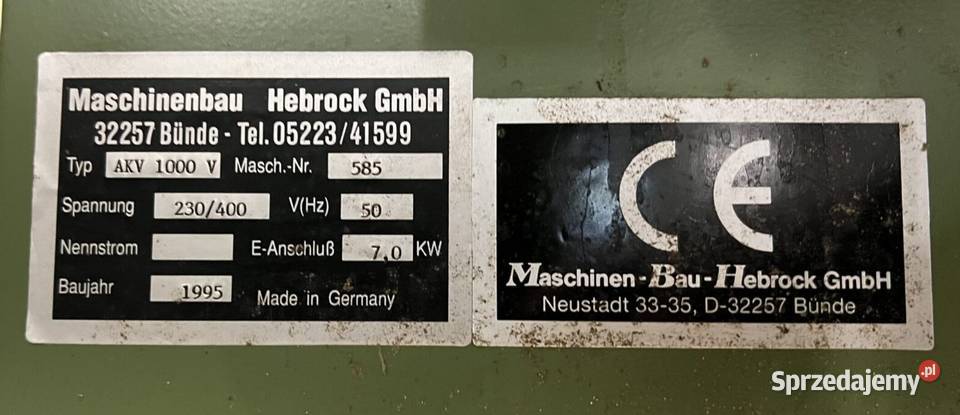 Maschinenbau Hebrock GmbH
32257 Bünde - Tel. 05223/41599
Typ AKV 1000 V Masch.-Nr. 585
Spannung 230/400 V(Hz) 50
Nennstrom E-Anschluß 7,0 KW
Baujahr 1995 Made in Germany
CE
Maschinen-Bau-Hebrock GmbH
Neustadt 33-35, D-32257 Bünde
Sprzedajemy.pl